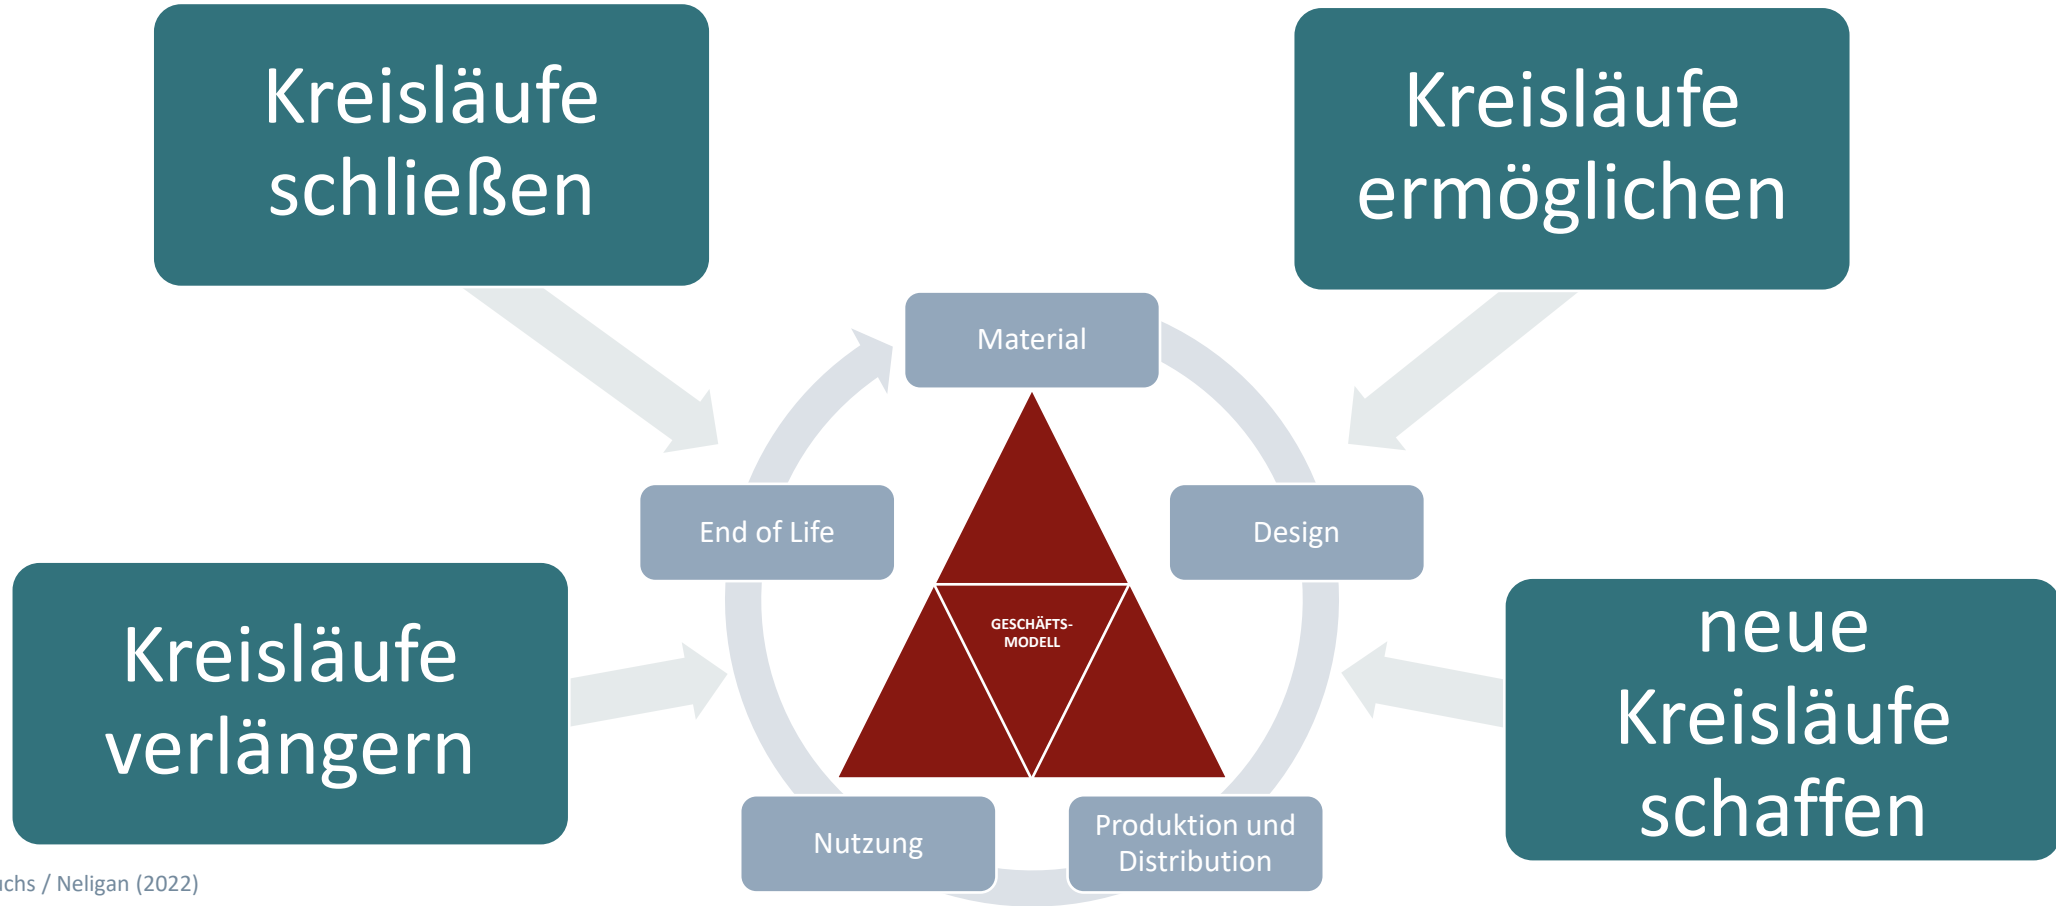 Kreisläufe
schließen
Kreisläufe
ermöglichen
Material
End of Life
Design
GESCHÄFTS-
MODELL
Kreisläufe
verlängern
neue
Kreisläufe
schaffen
Nutzung
Produktion und
Distribution
/ Neligan (2022)